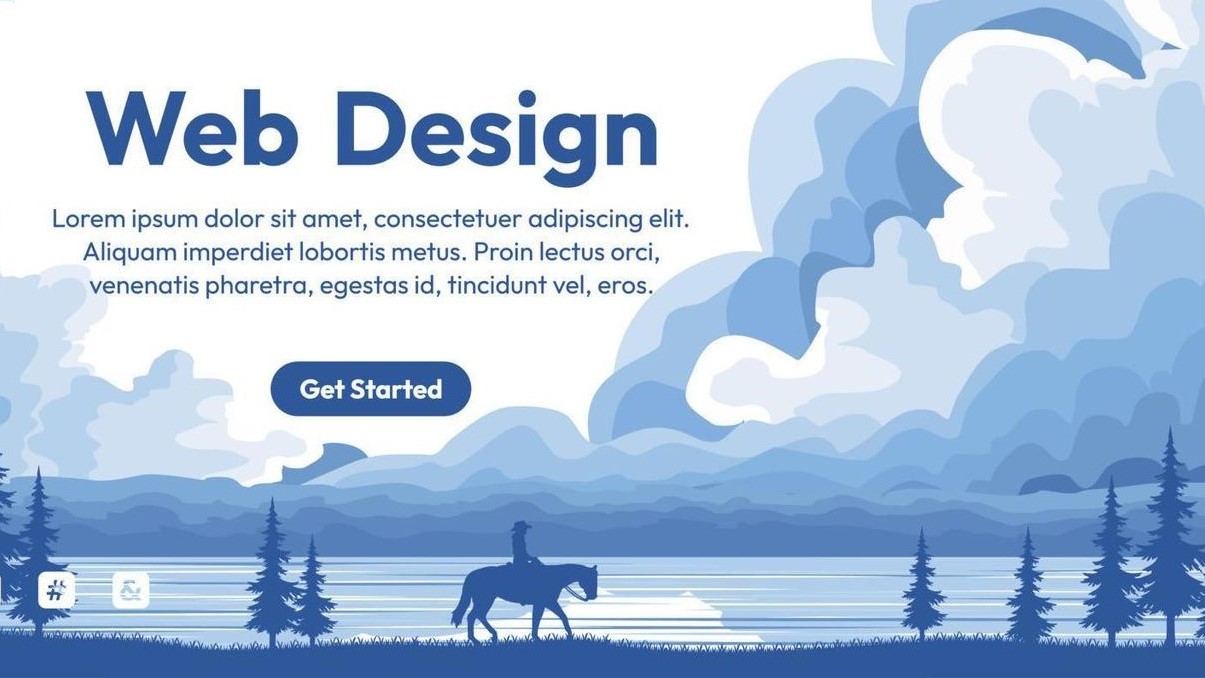 Web Design
Lorem ipsum dolor sit amet, consectetuer adipiscing elit.
Aliquam imperdiet lobortis metus. Proin lectus orci,
venenatis pharetra, egestas id, tincidunt vel, eros.
Get Started
# &